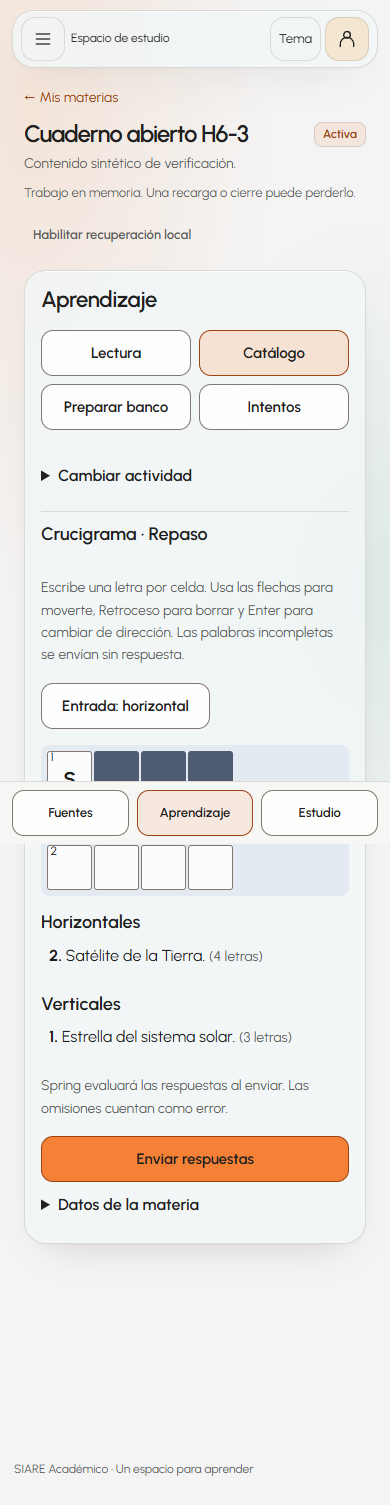 Espacio de estudio
Tema
← Mis materias
Cuaderno abierto H6-3
Activa
Contenido sintético de verificación.
Trabajo en memoria. Una recarga o cierre puede perderlo.
Habilitar recuperación local
Aprendizaje
Lectura
Catálogo
Preparar banco
Intentos
Cambiar actividad
Crucigrama · Repaso
Escribe una letra por celda. Usa las flechas para
moverte, Retroceso para borrar y Enter para
cambiar de dirección. Las palabras incompletas
se envían sin respuesta.
Entrada: horizontal
1
S
Fuentes
Aprendizaje
Estudio
2
Horizontales
2. Satélite de la Tierra. (4 letras)
Verticales
1. Estrella del sistema solar. (3 letras)
Spring evaluará las respuestas al enviar. Las
omisiones cuentan como error.
Enviar respuestas
Datos de la materia
SIARE Académico · Un espacio para aprender